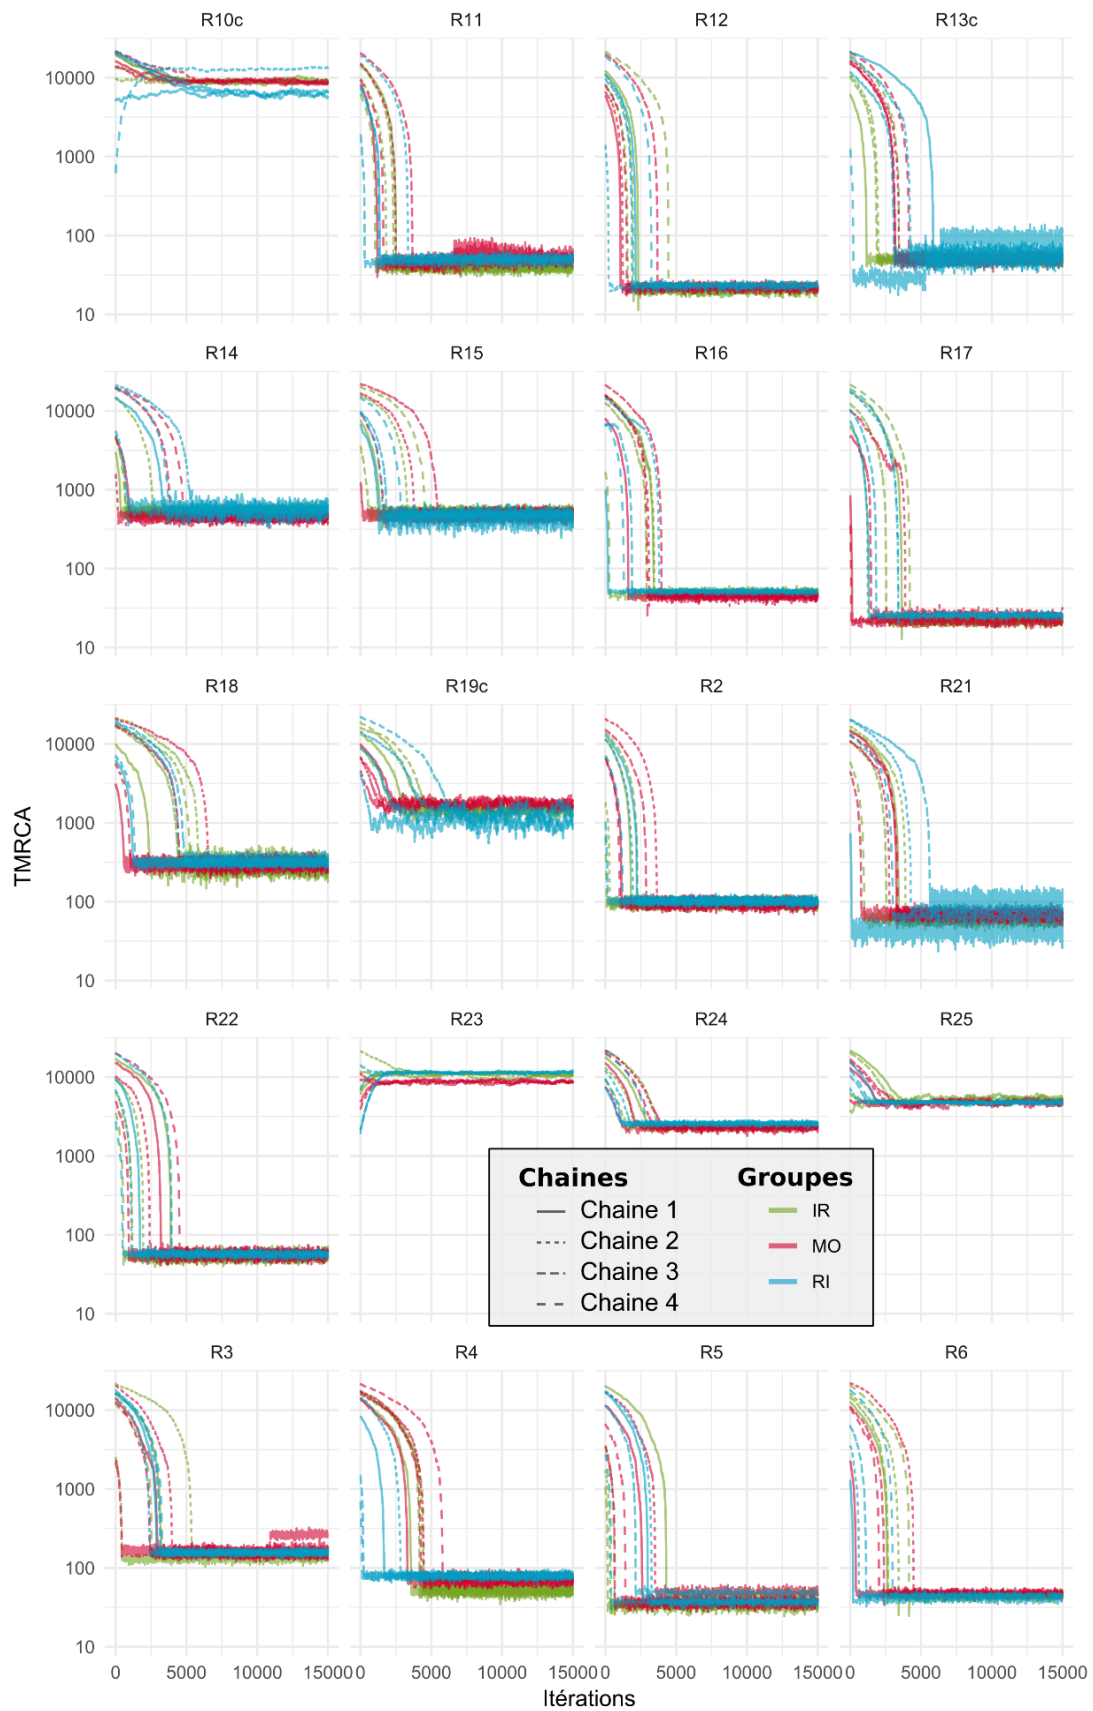 R10c R11 R12 R13c
10000
1000
100
10
R14 R15 R16 R17
10000
1000
100
10
R18 R19c R2 R21
10000
1000
100
10
TMRCA
R22 R23 R24 R25
10000
1000
100
10
Chaines Groupes
Chaine 1 IR
Chaine 2 MO
Chaine 3 RI
Chaine 4
R3 R4 R5 R6
10000
1000
100
10
0 5000 10000 15000 0 5000 10000 15000 0 5000 10000 15000 0 5000 10000 15000
Itérations